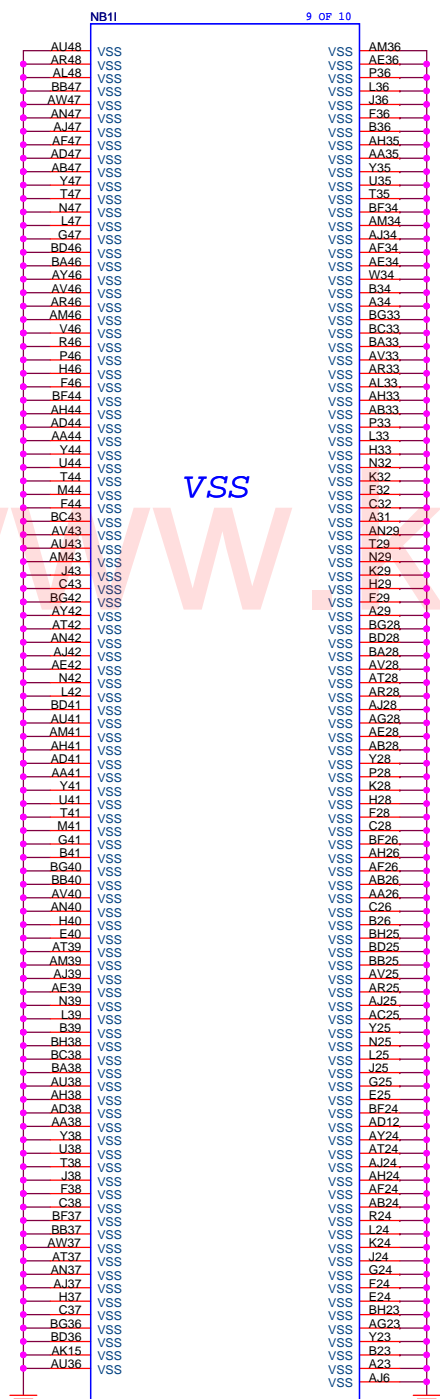 NB1I 9 OF 10
AU48 VSS VSS AM36
AR48 VSS VSS AE36
AL48 VSS VSS P36
BB47 VSS VSS L36
AW47 VSS VSS J36
AN47 VSS VSS F36
AJ47 VSS VSS B36
AF47 VSS VSS AH35
AD47 VSS VSS AA35
AB47 VSS VSS Y35
Y47 VSS VSS U35
T47 VSS VSS T35
N47 VSS VSS BF34
L47 VSS VSS AM34
G47 VSS VSS AJ34
BD46 VSS VSS AF34
BA46 VSS VSS AE34
AY46 VSS VSS W34
AV46 VSS VSS B34
AR46 VSS VSS A34
AM46 VSS VSS BG33
V46 VSS VSS BC33
R46 VSS VSS BA33
P46 VSS VSS AV33
H46 VSS VSS AR33
F46 VSS VSS AL33
BF44 VSS VSS AH33
AH44 VSS VSS AB33
AD44 VSS VSS P33
AA44 VSS VSS L33
Y44 VSS VSS H33
U44 VSS VSS N32
T44 VSS VSS K32
M44 VSS VSS F32
F44 VSS VSS C32
BC43 VSS VSS A31
AV43 VSS VSS AN29
AU43 VSS VSS T29
AM43 VSS VSS N29
J43 VSS VSS K29
C43 VSS VSS H29
BG42 VSS VSS F29
AY42 VSS VSS A29
AT42 VSS VSS BG28
AN42 VSS VSS BD28
AJ42 VSS VSS BA28
AE42 VSS VSS AV28
N42 VSS VSS AT28
L42 VSS VSS AR28
BD41 VSS VSS AJ28
AU41 VSS VSS AG28
AM41 VSS VSS AE28
AH41 VSS VSS AB28
AD41 VSS VSS Y28
AA41 VSS VSS P28
Y41 VSS VSS K28
U41 VSS VSS H28
T41 VSS VSS F28
M41 VSS VSS C28
G41 VSS VSS BF26
B41 VSS VSS AH26
BG40 VSS VSS AF26
BB40 VSS VSS AB26
AV40 VSS VSS AA26
AN40 VSS VSS C26
H40 VSS VSS B26
E40 VSS VSS BH25
AT39 VSS VSS BD25
AM39 VSS VSS BB25
AJ39 VSS VSS AV25
AE39 VSS VSS AR25
N39 VSS VSS AJ25
L39 VSS VSS AC25
B39 VSS VSS Y25
BH38 VSS VSS N25
BC38 VSS VSS L25
BA38 VSS VSS J25
AU38 VSS VSS G25
AH38 VSS VSS E25
AD38 VSS VSS BF24
AA38 VSS VSS AD12
Y38 VSS VSS AY24
U38 VSS VSS AT24
T38 VSS VSS AJ24
J38 VSS VSS AH24
F38 VSS VSS AF24
C38 VSS VSS AB24
BF37 VSS VSS R24
BB37 VSS VSS L24
AW37 VSS VSS K24
AT37 VSS VSS J24
AN37 VSS VSS G24
AJ37 VSS VSS F24
H37 VSS VSS E24
C37 VSS VSS BH23
BG36 VSS VSS AG23
BD36 VSS VSS Y23
AK15 VSS VSS B23
AU36 VSS VSS A23
VSS AJ6
VSS
WWW.K